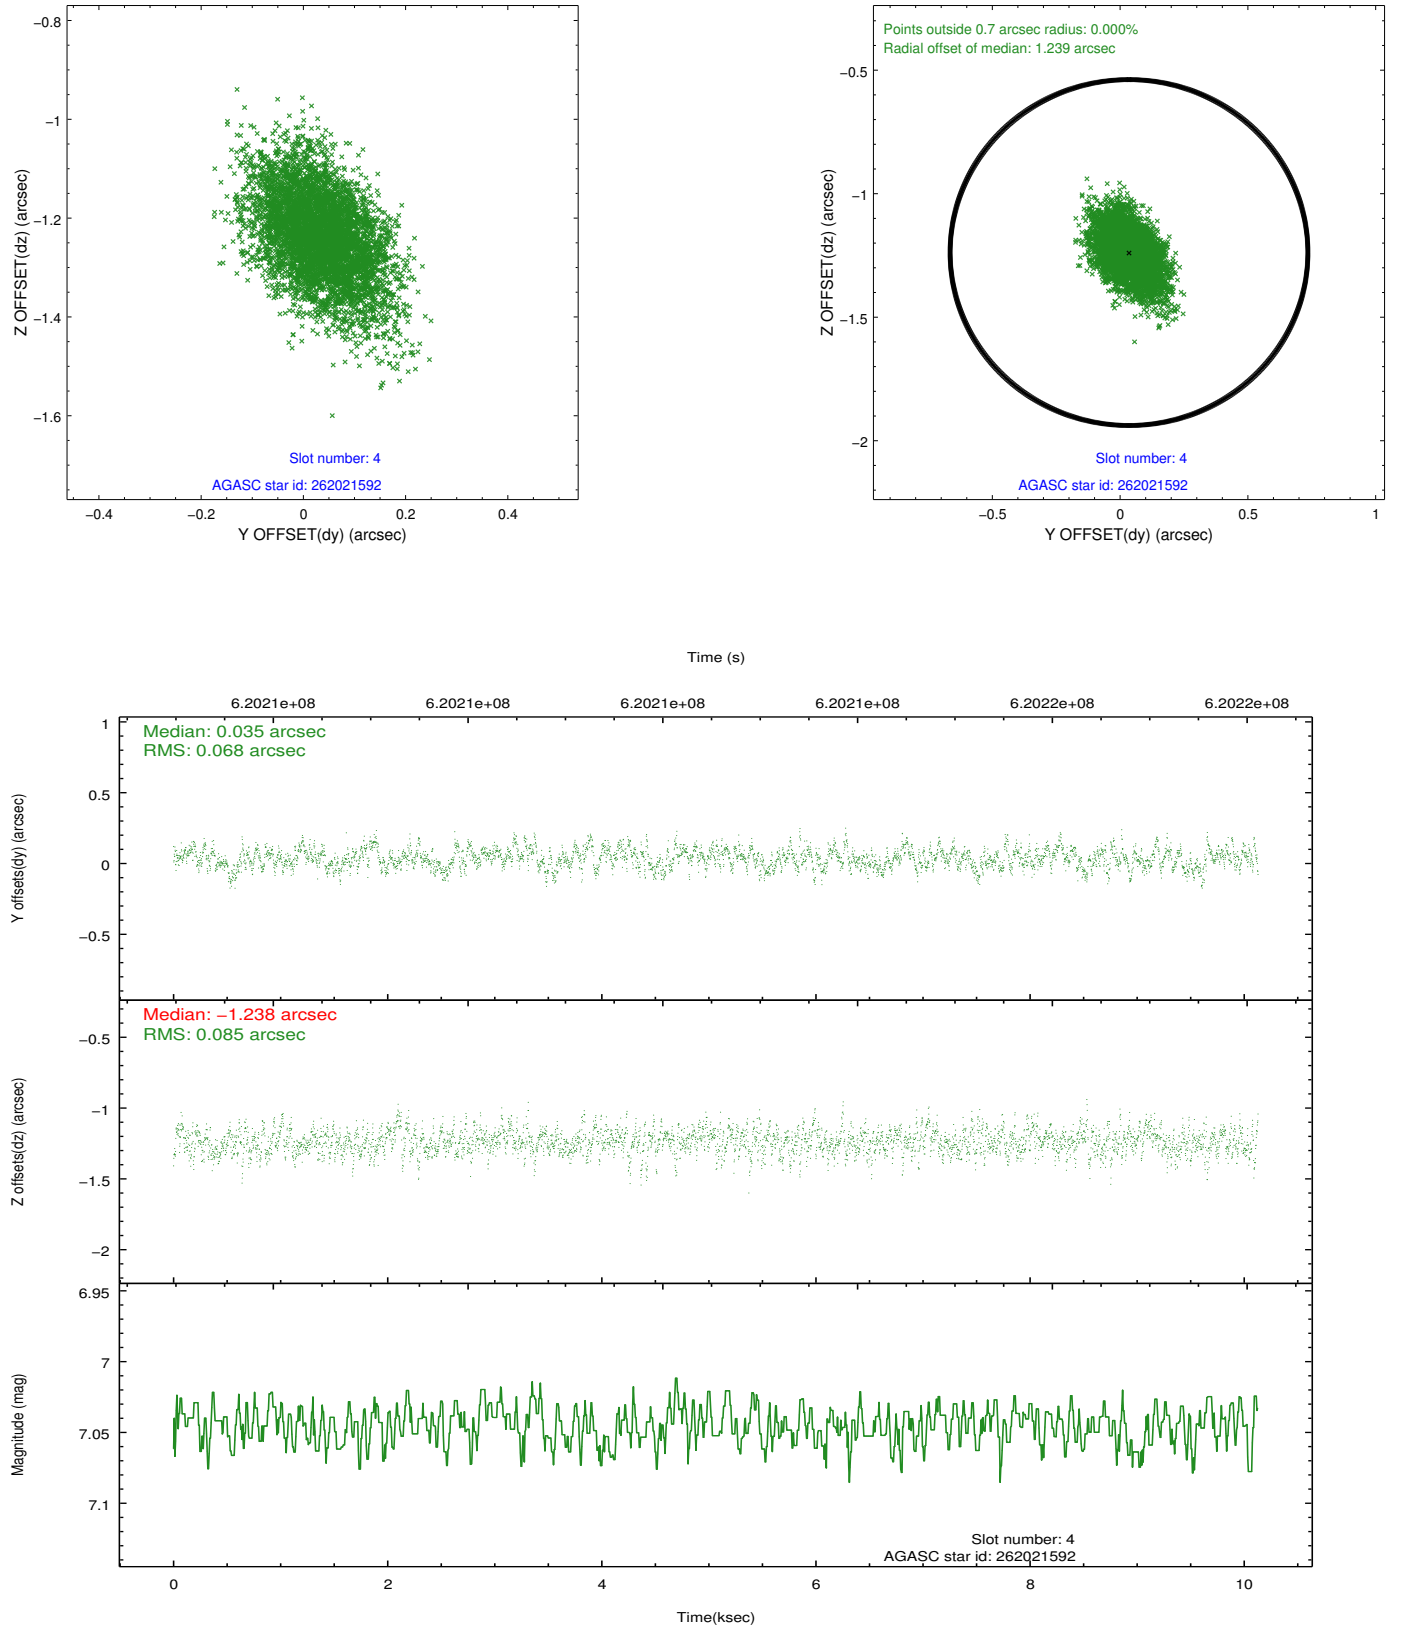 −0.8
−1
−1.2
−1.4
−1.6
Z OFFSET(dz) (arcsec)
Slot number: 4
AGASC star id: 262021592
−0.4 −0.2 0 0.2 0.4
Y OFFSET(dy) (arcsec)
Points outside 0.7 arcsec radius: 0.000%
Radial offset of median: 1.239 arcsec
−0.5
−1
−1.5
−2
Z OFFSET(dz) (arcsec)
Slot number: 4
AGASC star id: 262021592
−0.5 0 0.5 1
Y OFFSET(dy) (arcsec)
Time (s)
6.2021e+08 6.2021e+08 6.2021e+08 6.2021e+08 6.2022e+08 6.2022e+08
Median: 0.035 arcsec
RMS: 0.068 arcsec
1
0.5
0
−0.5
Y offsets(dy) (arcsec)
Median: −1.238 arcsec
RMS: 0.085 arcsec
−0.5
−1
−1.5
−2
Z offsets(dz) (arcsec)
6.95
7
7.05
7.1
Magnitude (mag)
Slot number: 4
AGASC star id: 262021592
0 2 4 6 8 10
Time(ksec)